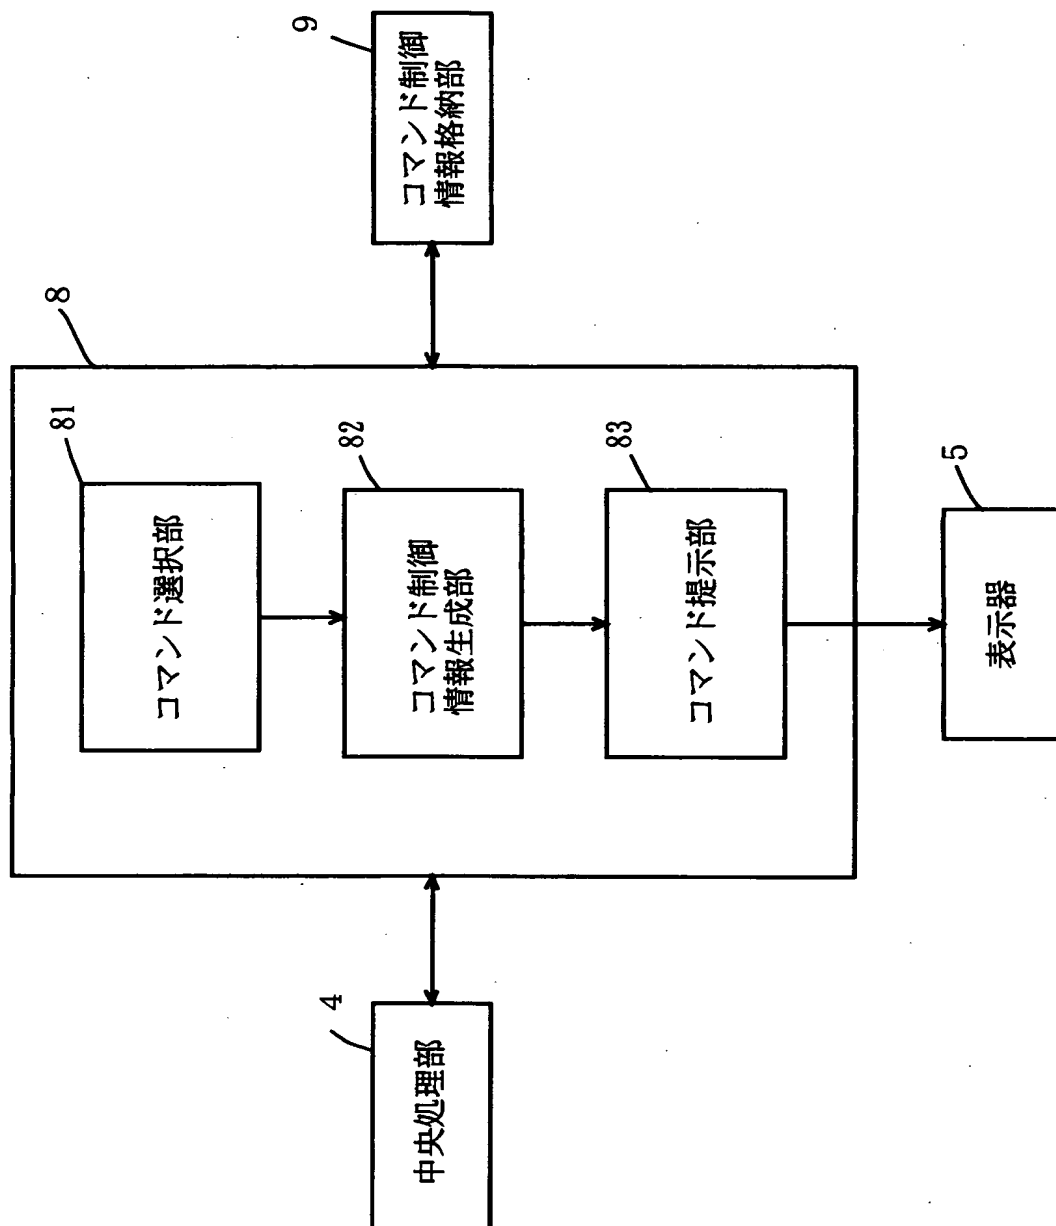 4
中央処理部
8
81
コマンド選択部
82
コマンド制御
情報生成部
83
コマンド提示部
9
コマンド制御
情報格納部
5
表示器